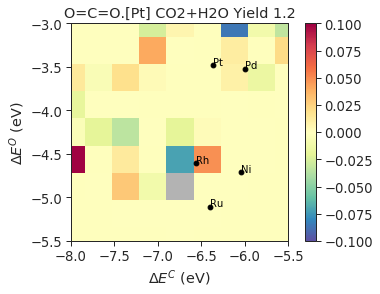 O=C=O.[Pt] CO2+H2O Yield 1.2
−3.0
−3.5
−4.0
−4.5
−5.0
−5.5
ΔE^O (eV)
Pt
Pd
Rh
Ni
Ru
−8.0 −7.5 −7.0 −6.5 −6.0 −5.5
ΔE^C (eV)
0.100
0.075
0.050
0.025
0.000
−0.025
−0.050
−0.075
−0.100